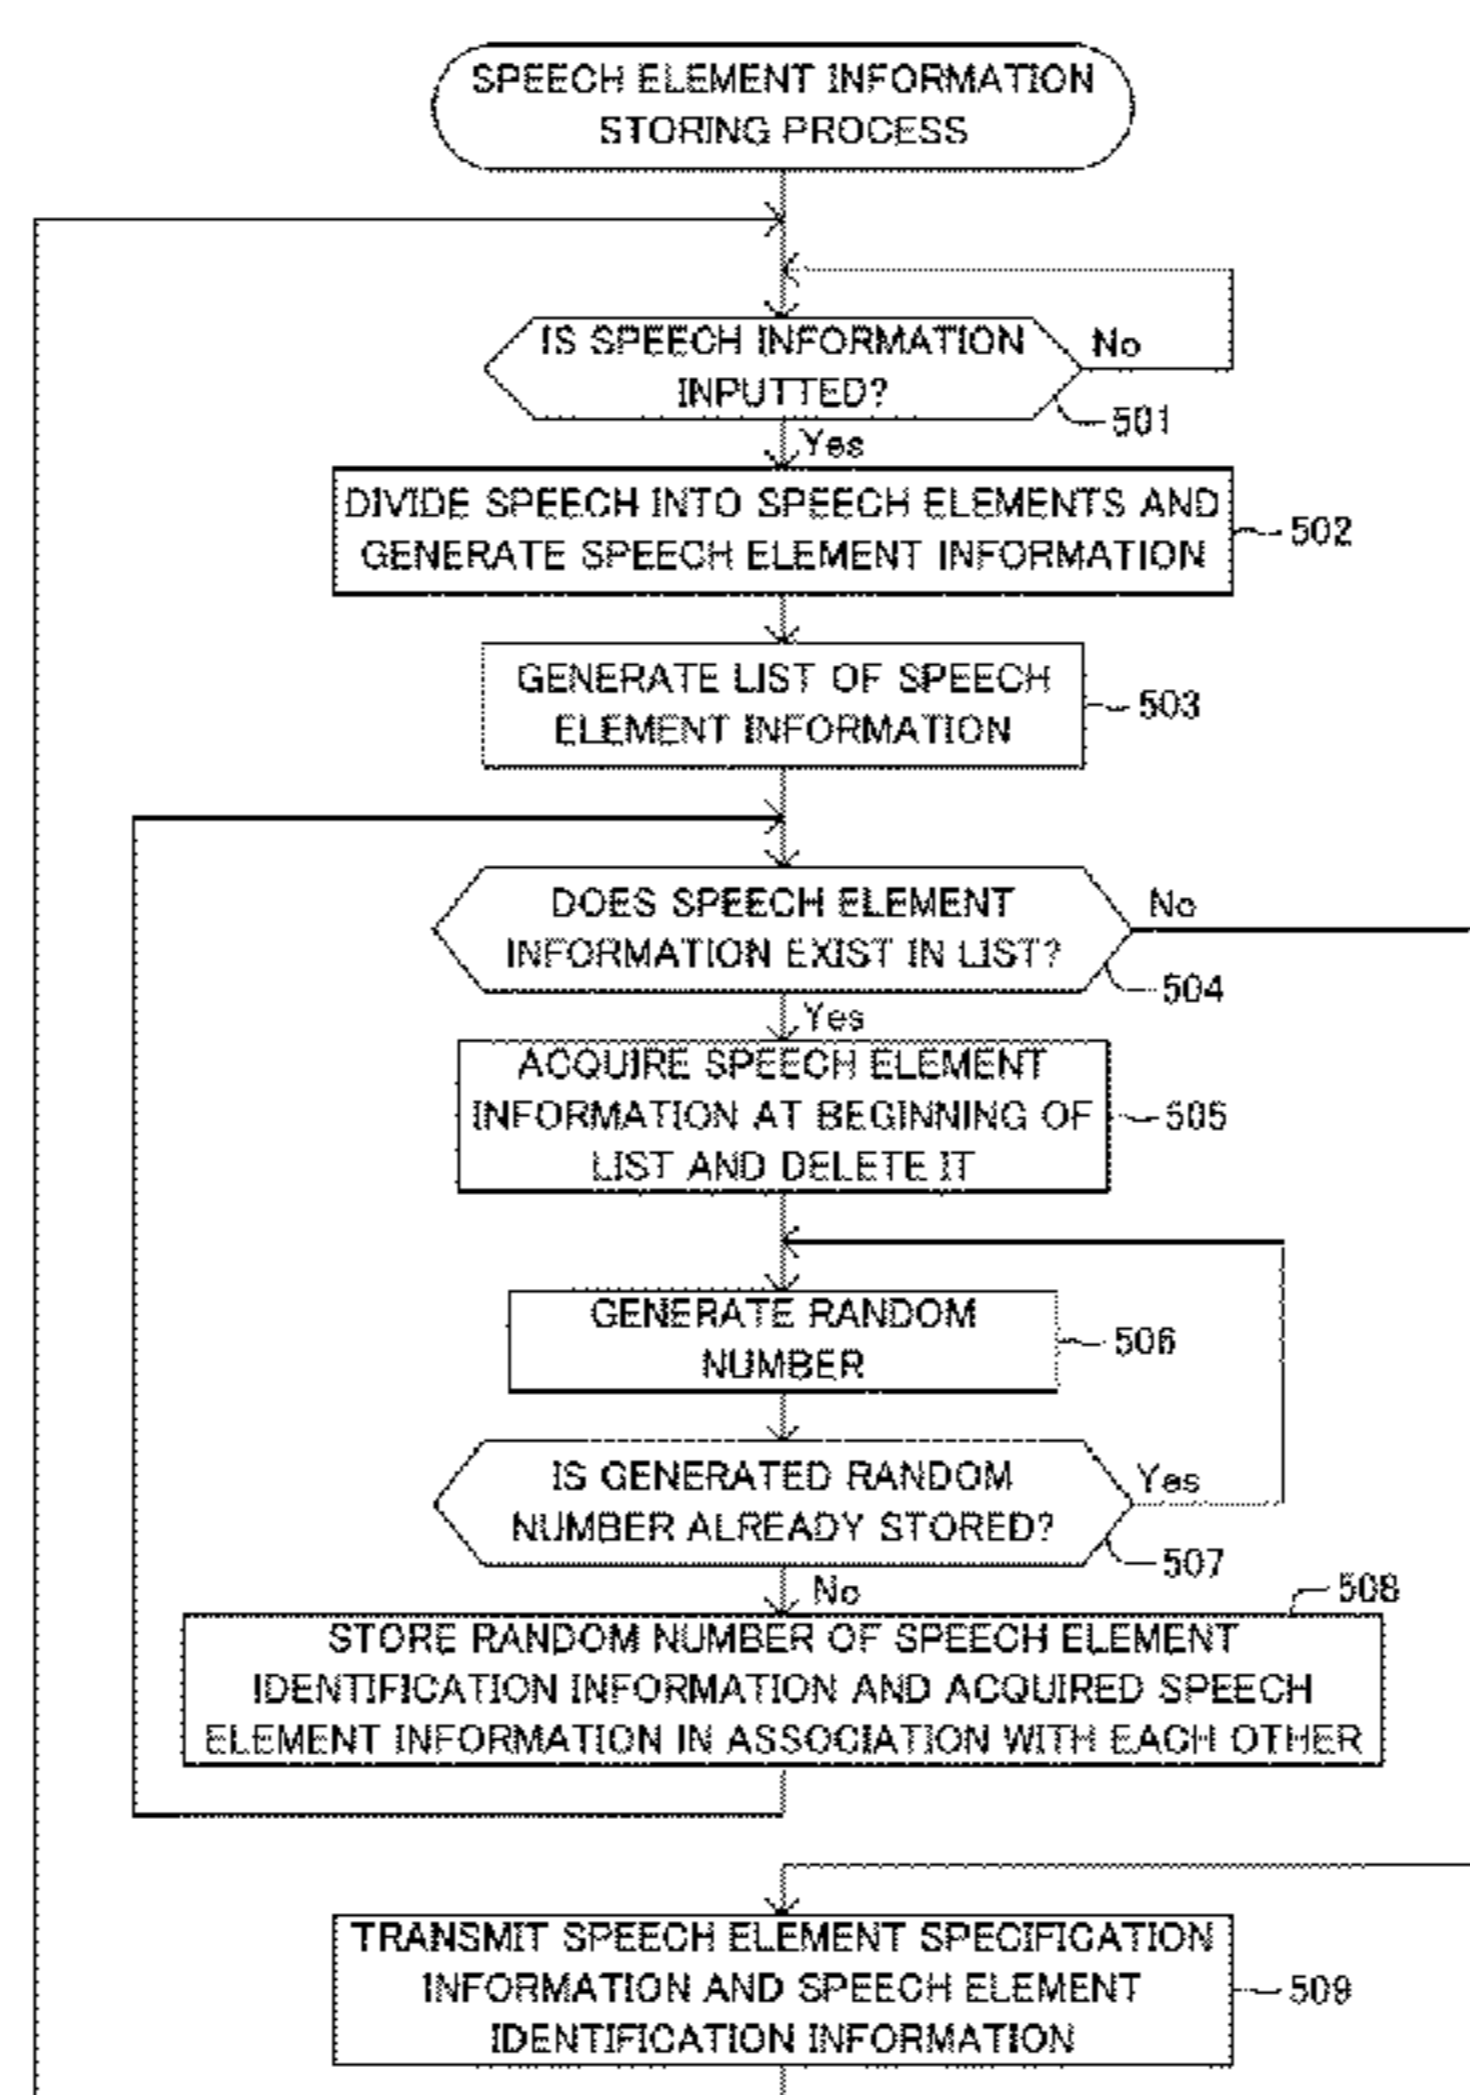 SPEECH ELEMENT INFORMATION
STORING PROCESS
IS SPEECH INFORMATION
INPUTTED?
No
501
Yes
DIVIDE SPEECH INTO SPEECH ELEMENTS AND
GENERATE SPEECH ELEMENT INFORMATION
502
GENERATE LIST OF SPEECH
ELEMENT INFORMATION
503
DOES SPEECH ELEMENT
INFORMATION EXIST IN LIST?
No
504
Yes
ACQUIRE SPEECH ELEMENT
INFORMATION AT BEGINNING OF
LIST AND DELETE IT
505
GENERATE RANDOM
NUMBER
506
IS GENERATED RANDOM
NUMBER ALREADY STORED?
Yes
507
No
508
STORE RANDOM NUMBER OF SPEECH ELEMENT
IDENTIFICATION INFORMATION AND ACQUIRED SPEECH
ELEMENT INFORMATION IN ASSOCIATION WITH EACH OTHER
TRANSMIT SPEECH ELEMENT SPECIFICATION
INFORMATION AND SPEECH ELEMENT
IDENTIFICATION INFORMATION
509